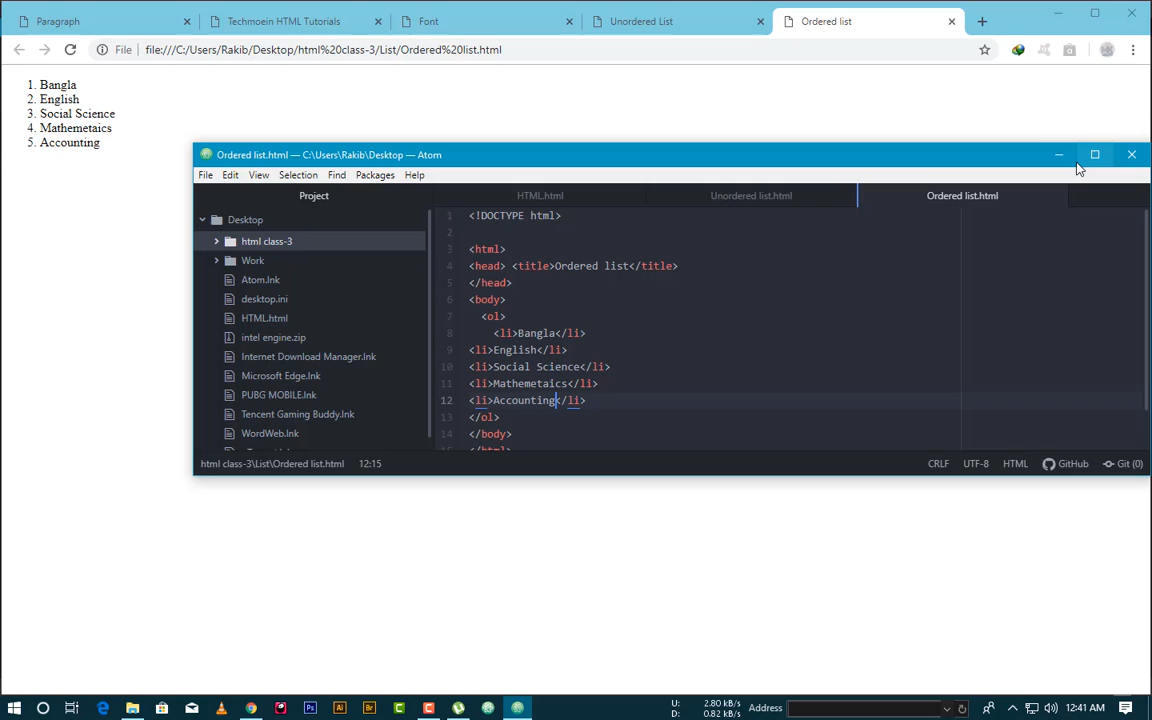 Paragraph
Techmoein HTML Tutorials
Font
Unordered List
Ordered list
File file:///C:/Users/Rakib/Desktop/html%20class-3/List/Ordered%20list.html
1. Bangla
2. English
3. Social Science
4. Mathemetaics
5. Accounting
Ordered list.html — C:\Users\Rakib\Desktop — Atom
File Edit View Selection Find Packages Help
Project
HTML.html
Unordered list.html
Ordered list.html
Desktop
html class-3
Work
Atom.lnk
desktop.ini
HTML.html
intel engine.zip
Internet Download Manager.lnk
Microsoft Edge.lnk
PUBG MOBILE.lnk
Tencent Gaming Buddy.lnk
WordWeb.lnk
1 <!DOCTYPE html>
2
3 <html>
4 <head> <title>Ordered list</title>
5 </head>
6 <body>
7 <ol>
8 <li>Bangla</li>
9 <li>English</li>
10 <li>Social Science</li>
11 <li>Mathemetaics</li>
12 <li>Accounting</li>
13 </ol>
14 </body>
15 </html>
html class-3\List\Ordered list.html 12:15
CRLF UTF-8 HTML GitHub Git (0)
Ps Ai Br C C
U: 2.80 kB/s
D: 0.82 kB/s
Address
12:41 AM